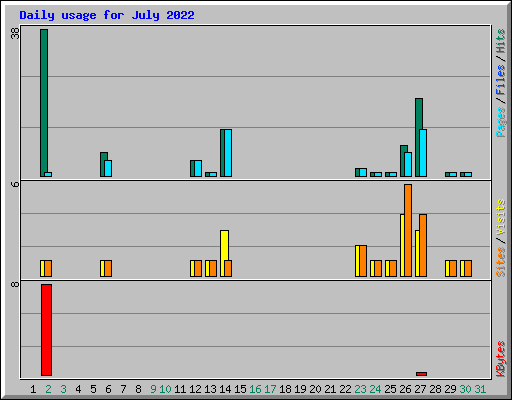 Daily usage for July 2022
38
6
8
Pages/Files/Hits
Sites/Visits
KBytes
1 2 3 4 5 6 7 8 9 10 11 12 13 14 15 16 17 18 19 20 21 22 23 24 25 26 27 28 29 30 31